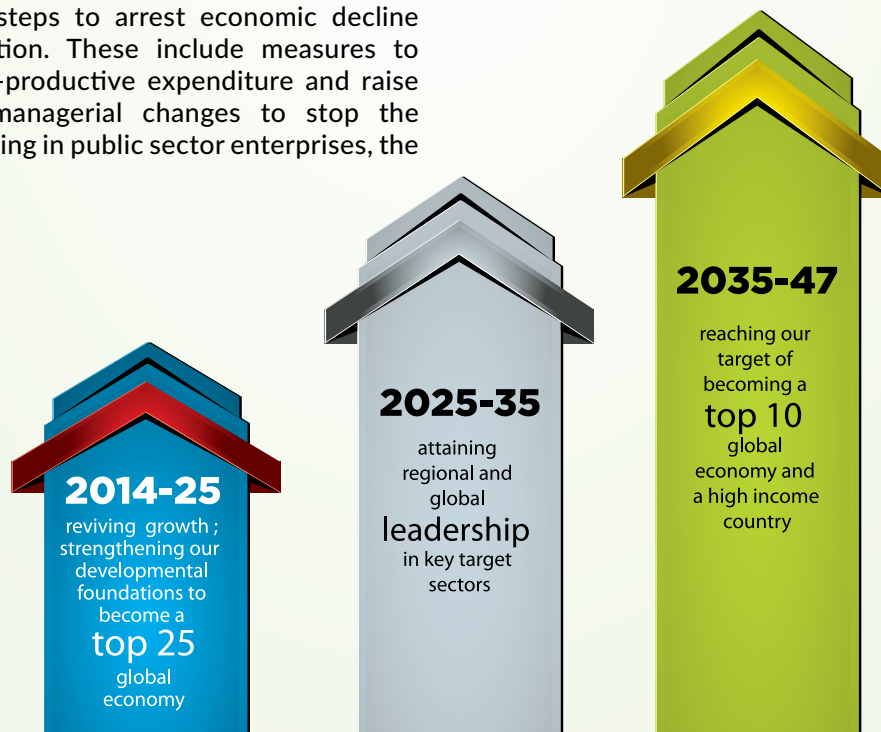 steps to arrest economic decline
These include measures to
-productive expenditure and raise
managerial changes to stop the
in public sector enterprises, the
2014-25
reviving growth ;
strengthening our
developmental
foundations to
become a
top 25
global
economy
2025-35
attaining
regional and
global
leadership
in key target
sectors
2035-47
reaching our
target of
becoming a
top 10
global
economy and
a high income
country